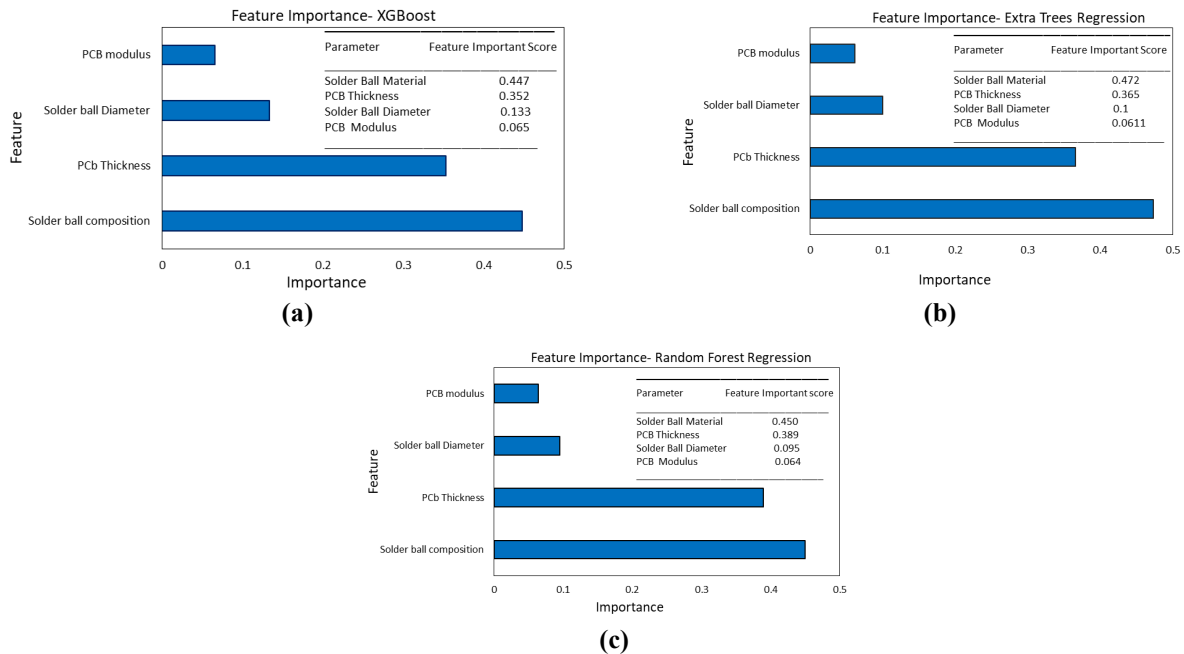 Feature Importance- XGBoost
Parameter Feature Important Score
Solder Ball Material 0.447
PCB Thickness 0.352
Solder Ball Diameter 0.133
PCB Modulus 0.065
Feature
PCB modulus
Solder ball Diameter
PCb Thickness
Solder ball composition
0 0.1 0.2 0.3 0.4 0.5
Importance
(a)
Feature Importance- Extra Trees Regression
Parameter Feature Important Score
Solder Ball Material 0.472
PCB Thickness 0.365
Solder Ball Diameter 0.1
PCB Modulus 0.0611
Feature
PCB modulus
Solder ball Diameter
PCb Thickness
Solder ball composition
0 0.1 0.2 0.3 0.4 0.5
Importance
(b)
Feature Importance- Random Forest Regression
Parameter Feature Important score
Solder Ball Material 0.450
PCB Thickness 0.389
Solder Ball Diameter 0.095
PCB Modulus 0.064
Feature
PCB modulus
Solder ball Diameter
PCb Thickness
Solder ball composition
0 0.1 0.2 0.3 0.4 0.5
Importance
(c)